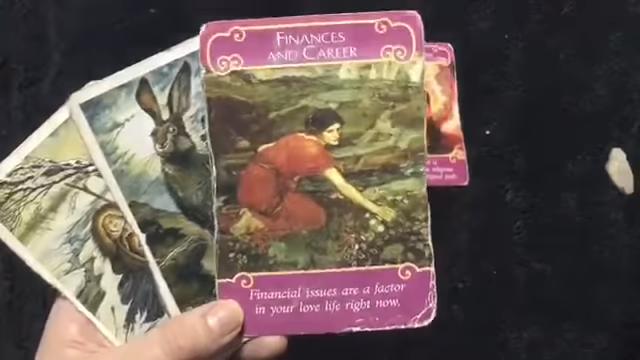 FINANCES
AND CAREER
Financial issues are a factor
in your love life right now.